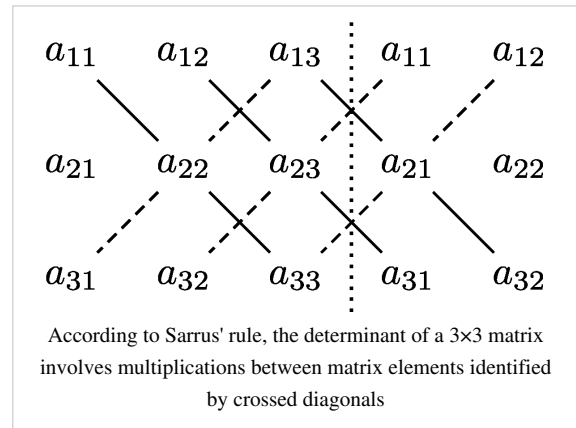 a11 a12 a13 a11 a12
a21 a22 a23 a21 a22
a31 a32 a33 a31 a32
According to Sarrus' rule, the determinant of a 3×3 matrix
involves multiplications between matrix elements identified
by crossed diagonals